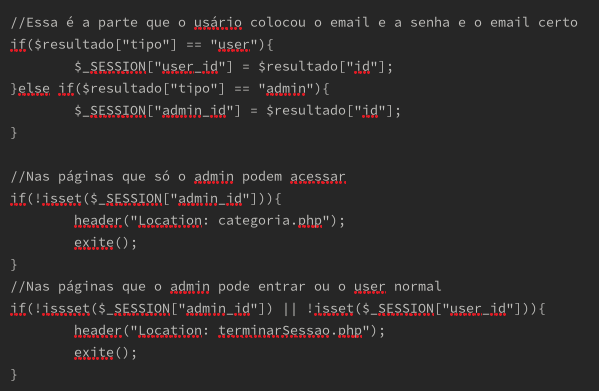 //Essa é a parte que o usário colocou o email e a senha e o email certo
if($resultado["tipo"] == "user"){
$_SESSION["user_id"] = $resultado["id"];
}else if($resultado["tipo"] == "admin"){
$_SESSION["admin_id"] = $resultado["id"];
}
//Nas páginas que só o admin podem acessar
if(!isset($_SESSION["admin_id"])){
header("Location: categoria.php");
exite();
}
//Nas páginas que o admin pode entrar ou o user normal
if(!issset($_SESSION["admin_id"]) || !isset($_SESSION["user_id"])){
header("Location: terminarSessao.php");
exite();
}